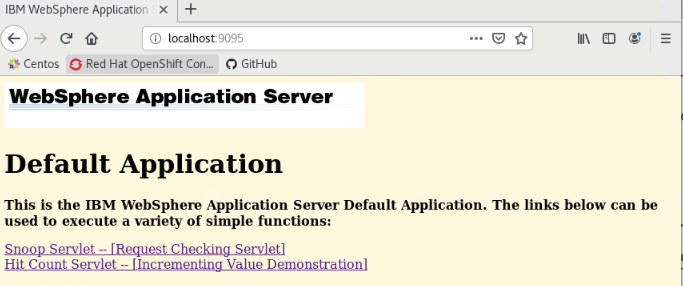 IBM WebSphere Application
localhost:9095
Centos Red Hat OpenShift Con... GitHub
WebSphere Application Server
Default Application
This is the IBM WebSphere Application Server Default Application. The links below can be
used to execute a variety of simple functions:
Snoop Servlet -- [Request Checking Servlet]
Hit Count Servlet -- [Incrementing Value Demonstration]